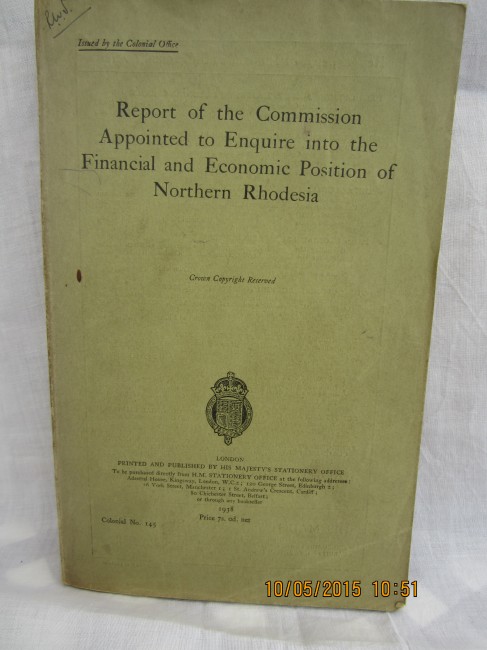 Issued by the Colonial Office
Report of the Commission
Appointed to Enquire into the
Financial and Economic Position of
Northern Rhodesia
Crown Copyright Reserved
LONDON
PRINTED AND PUBLISHED BY HIS MAJESTY'S STATIONERY OFFICE
To be purchased directly from H.M. STATIONERY OFFICE at the following addresses:
Adastral House, Kingsway, London, W.C.2; 120 George Street, Edinburgh 2;
26 York Street, Manchester 1; 1 St. Andrew's Crescent, Cardiff;
80 Chichester Street, Belfast;
or through any bookseller
1938
Price 7s. od. net
Colonial No. 145
10/05/2015 10:51